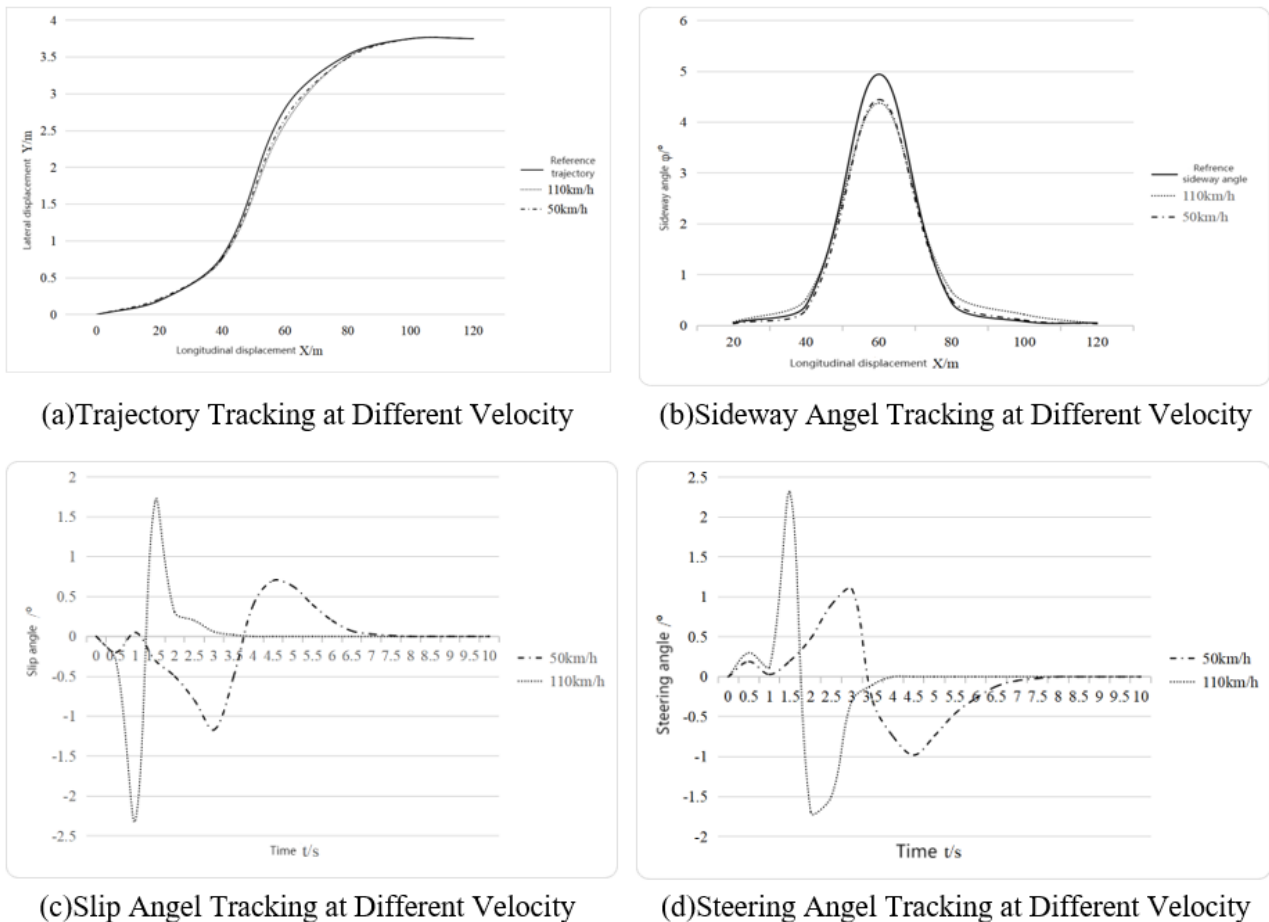 4
3.5
3
2.5
2
1.5
1
0.5
0
Lateral displacement Y/m
0 20 40 60 80 100 120
Longitudinal displacement X/m
Reference
trajectory
110km/h
50km/h
(a)Trajectory Tracking at Different Velocity
6
5
4
3
2
1
0
Sideway angle φ/°
20 40 60 80 100 120
Longitudinal displacement X/m
Refrence
sideway angle
110km/h
50km/h
(b)Sideway Angel Tracking at Different Velocity
2
1.5
1
0.5
0
-0.5
-1
-1.5
-2
-2.5
Slip angle /°
0 0.5 1 1.5 2 2.5 3 3.5 4 4.5 5 5.5 6 6.5 7 7.5 8 8.5 9 9.5 10
Time t/s
50km/h
110km/h
(c)Slip Angel Tracking at Different Velocity
2.5
2
1.5
1
0.5
0
-0.5
-1
-1.5
-2
Steering angle /°
0 0.5 1 1.5 2 2.5 3 3.5 4 4.5 5 5.5 6 6.5 7 7.5 8 8.5 9 9.5 10
Time t/s
50km/h
110km/h
(d)Steering Angel Tracking at Different Velocity